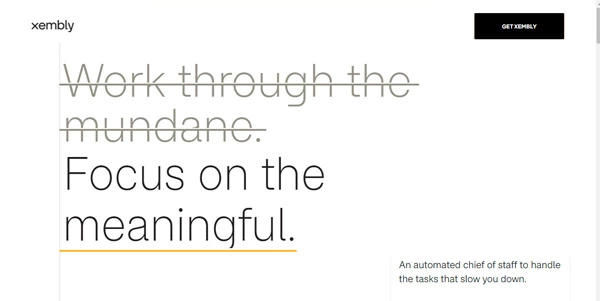 xembly
GET XEMBLY
Work through the
mundane.
Focus on the
meaningful.
An automated chief of staff to handle
the tasks that slow you down.